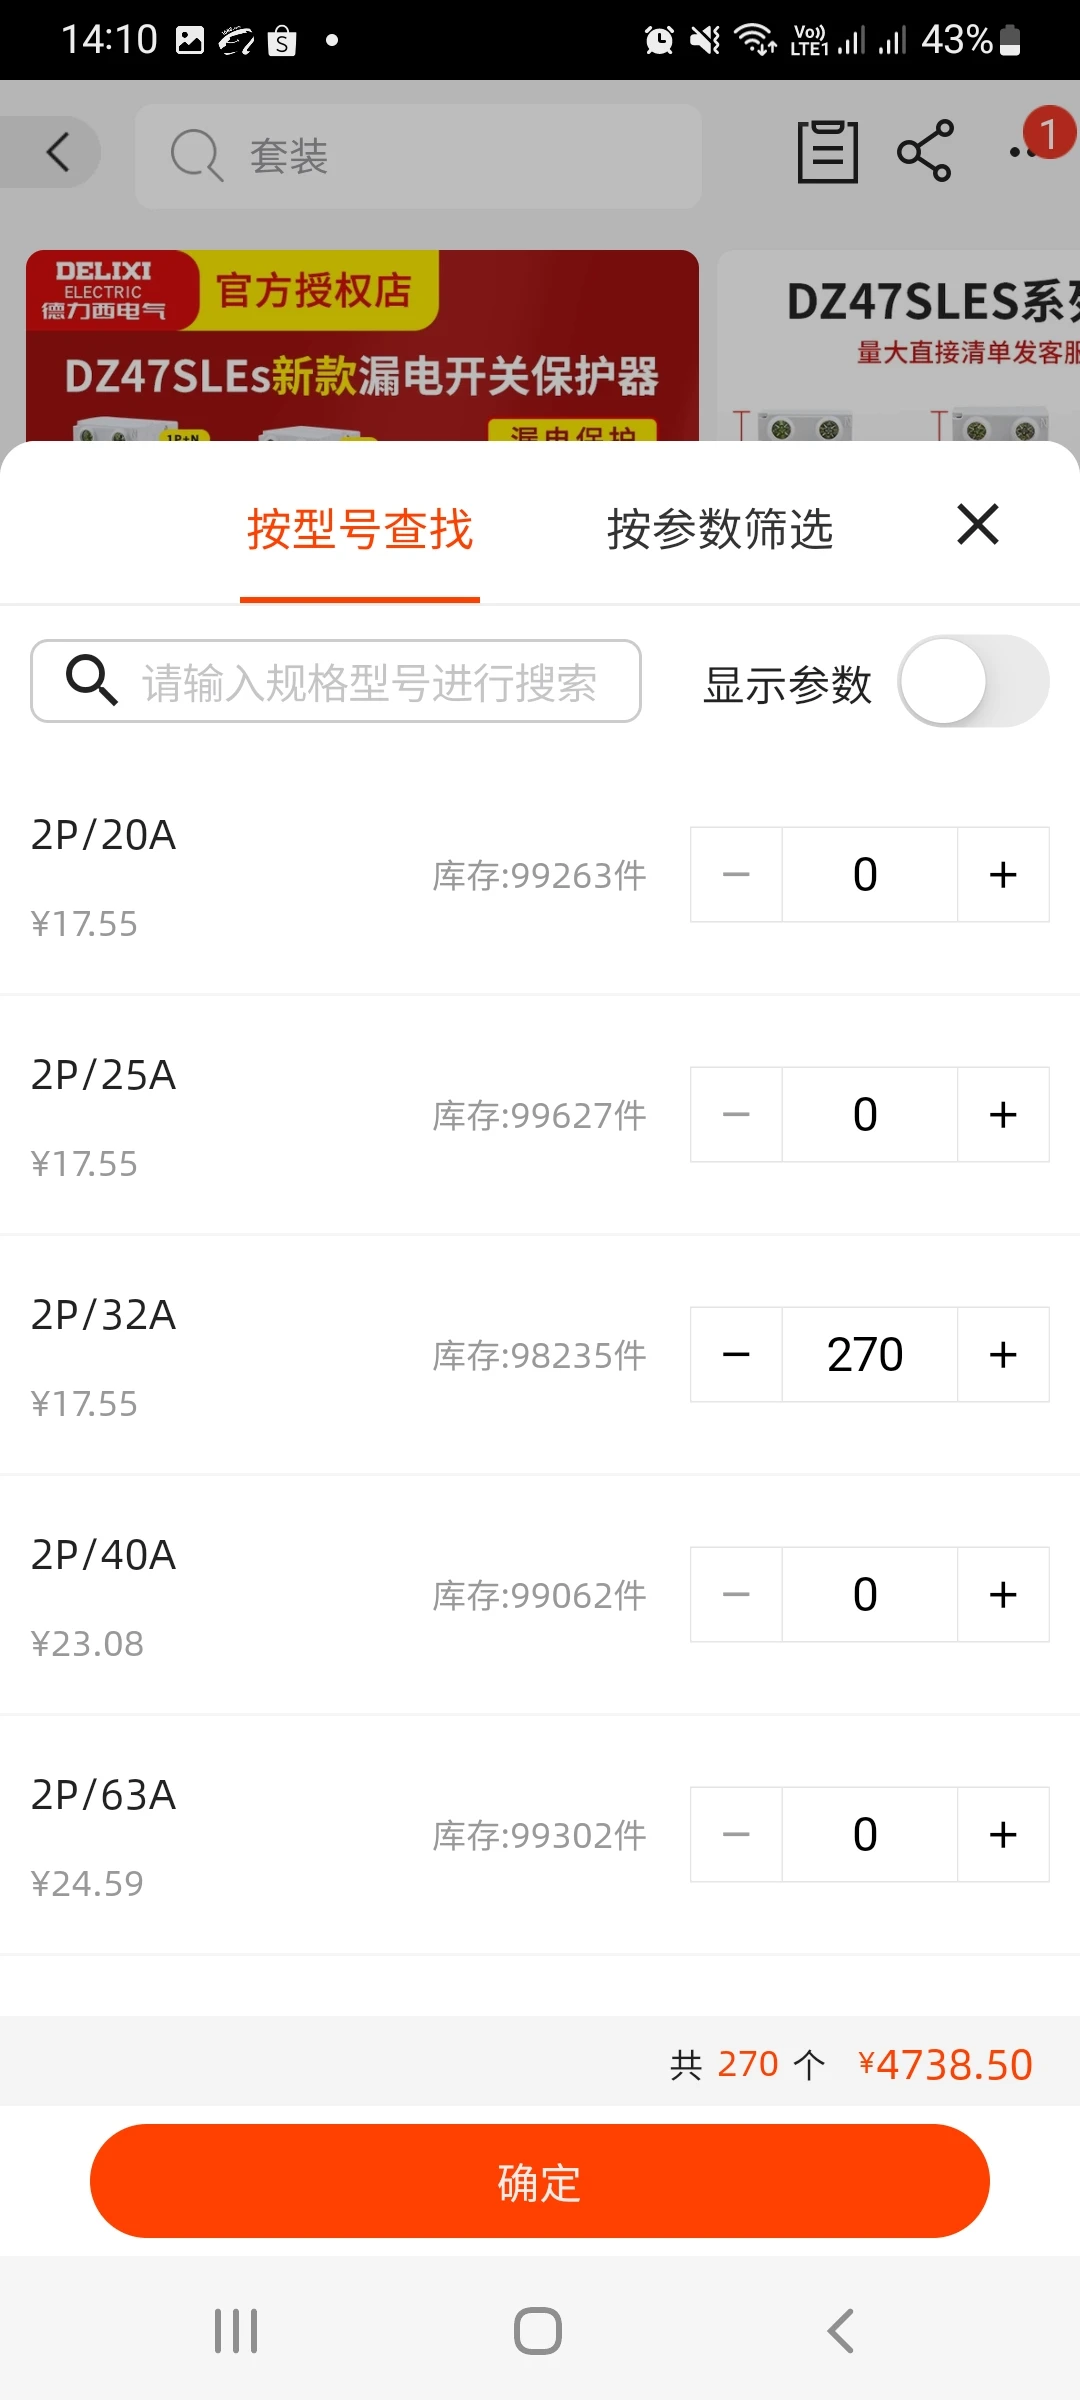 14:10
Vo)) LTE1 43%
套装
1
DELIXI
ELECTRIC
德力西电气
官方授权店
DZ47SLEs新款漏电开关保护器
1P+N
漏电保护
DZ47SLES系列
量大直接清单发客服
按型号查找 按参数筛选
请输入规格型号进行搜索 显示参数
2P/20A
库存:99263件 − 0 +
¥17.55
2P/25A
库存:99627件 − 0 +
¥17.55
2P/32A
库存:98235件 − 270 +
¥17.55
2P/40A
库存:99062件 − 0 +
¥23.08
2P/63A
库存:99302件 − 0 +
¥24.59
共 270 个 ¥4738.50
确定